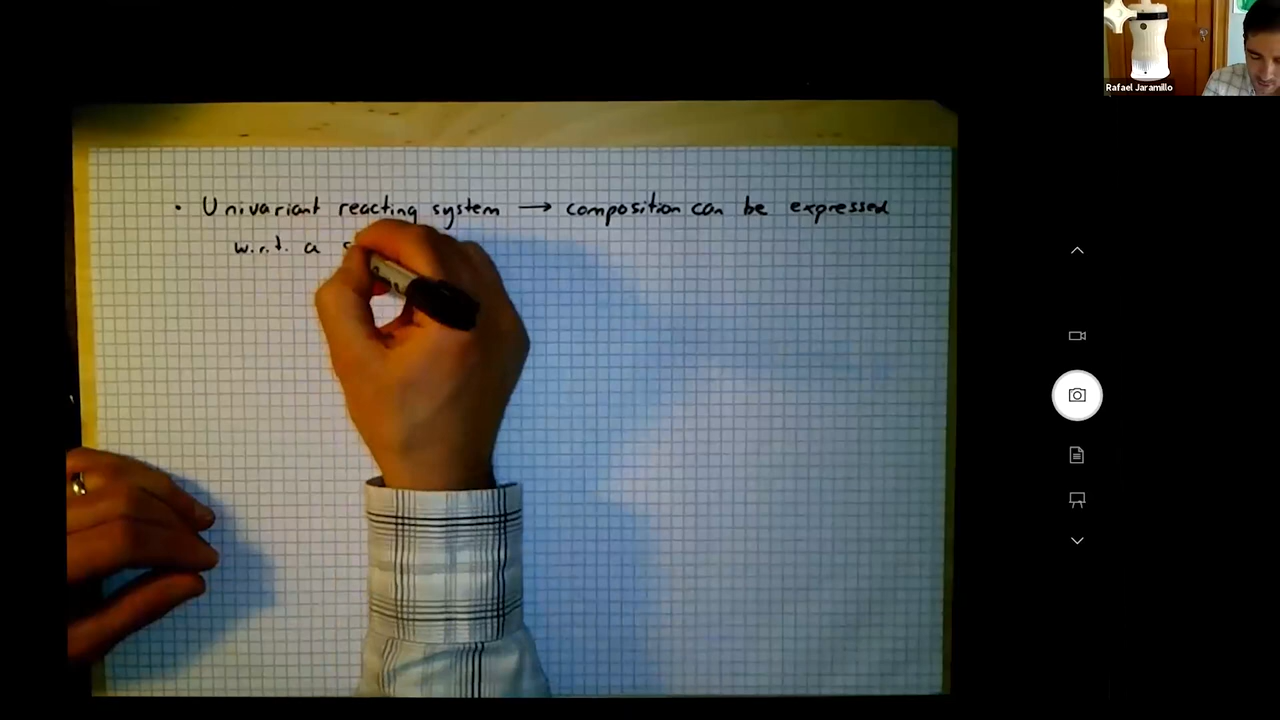 Rafael Jaramillo
• Univariant reacting system → composition can be expressed
w.r.t. a s